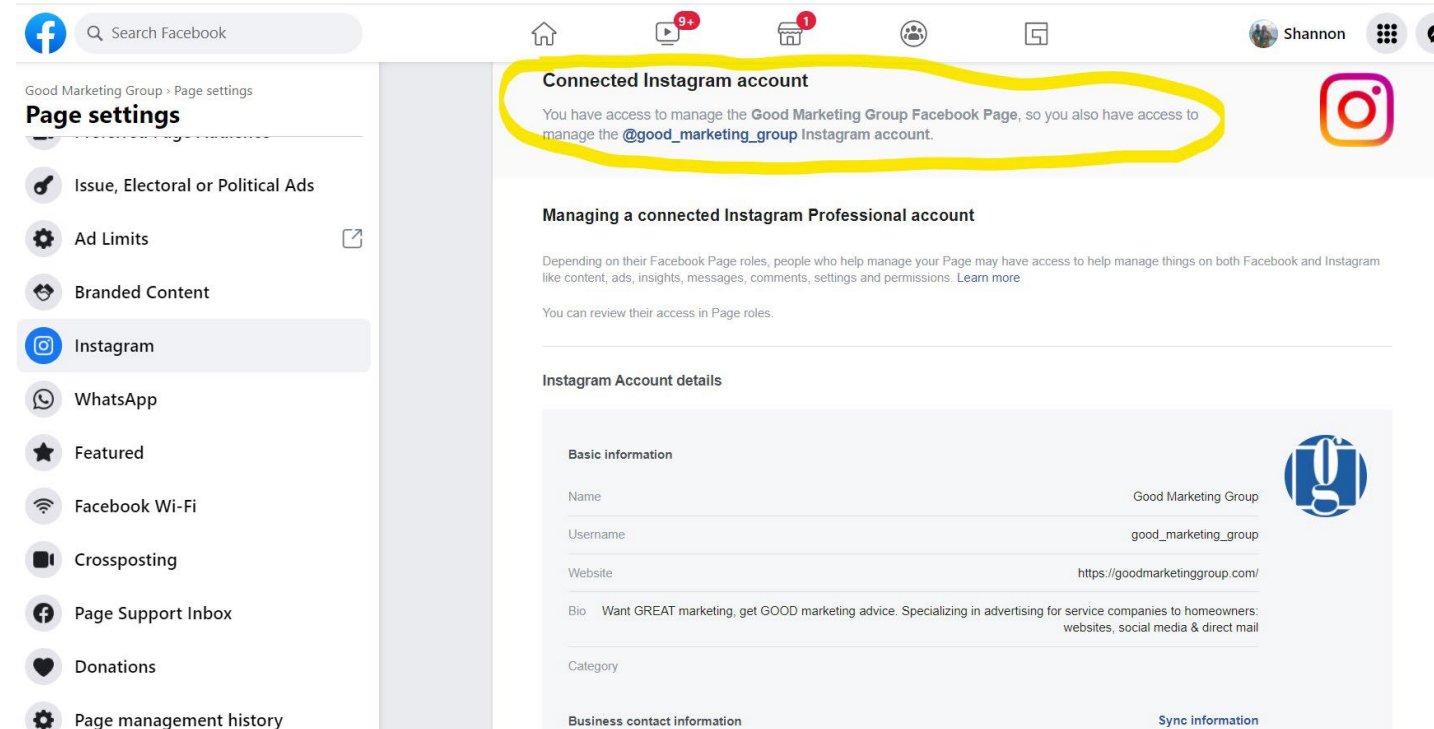 Search Facebook
9+
1
Shannon
Good Marketing Group › Page settings
Page settings
Preferred Page Audience
Issue, Electoral or Political Ads
Ad Limits
Branded Content
Instagram
WhatsApp
Featured
Facebook Wi-Fi
Crossposting
Page Support Inbox
Donations
Page management history
Connected Instagram account
You have access to manage the Good Marketing Group Facebook Page, so you also have access to
manage the @good_marketing_group Instagram account.
Managing a connected Instagram Professional account
Depending on their Facebook Page roles, people who help manage your Page may have access to help manage things on both Facebook and Instagram
like content, ads, insights, messages, comments, settings and permissions. Learn more
You can review their access in Page roles.
Instagram Account details
Basic information
Name Good Marketing Group
Username good_marketing_group
Website https://goodmarketinggroup.com/
Bio Want GREAT marketing, get GOOD marketing advice. Specializing in advertising for service companies to homeowners:
websites, social media & direct mail
Category
Business contact information Sync information